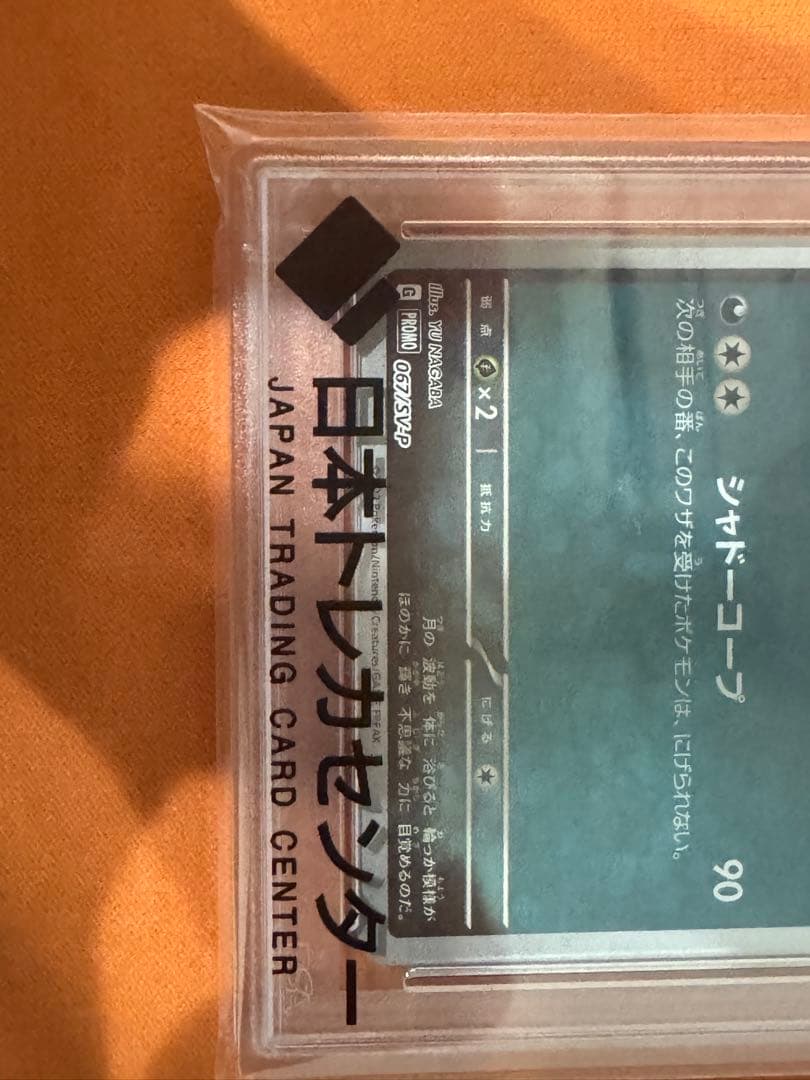 シャドーコープ 90
次の相手の番、このワザを受けたポケモンは、にげられない。
弱点 ×2 抵抗力 にげる
Illus. YU NAGABA
G PROMO 067/SV-P
月の波動を体に浴びると輪っか模様が
ほのかに輝き不思議な力に目覚めるのだ。
Pokémon/Nintendo/Creatures/GAME FREAK.
日本トレカセンター
JAPAN TRADING CARD CENTER